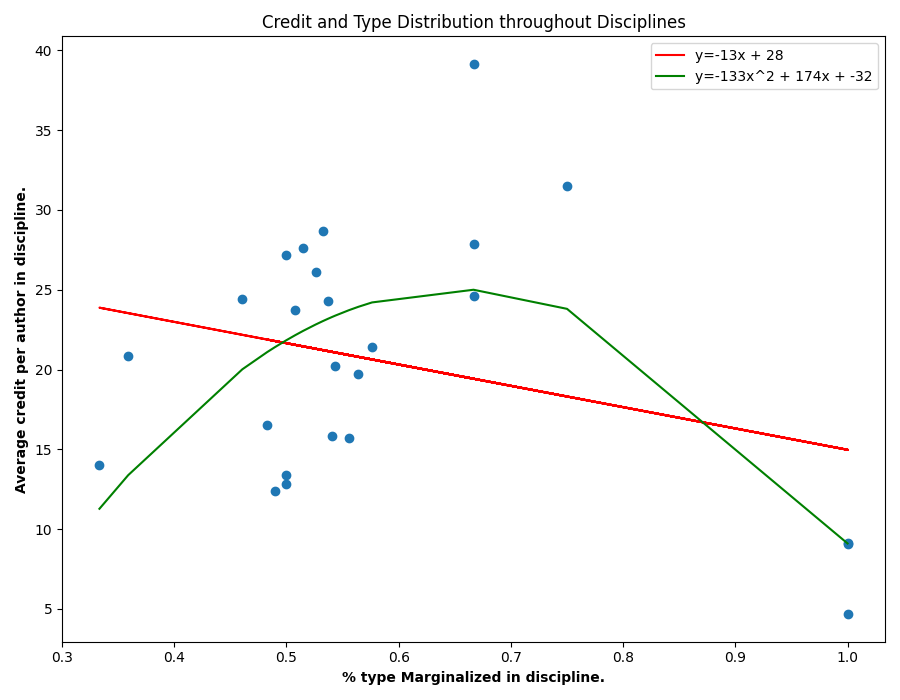 Credit and Type Distribution throughout Disciplines
y=-13x + 28
y=-133x^2 + 174x + -32
Average credit per author in discipline.
40
35
30
25
20
15
10
5
0.3 0.4 0.5 0.6 0.7 0.8 0.9 1.0
% type Marginalized in discipline.